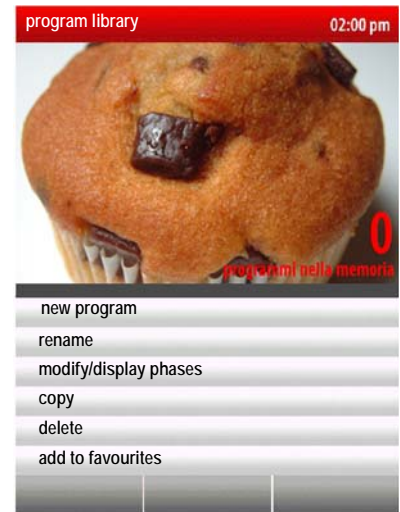 program library
02:00 pm
0
programmi nella memoria
new program
rename
modify/display phases
copy
delete
add to favourites